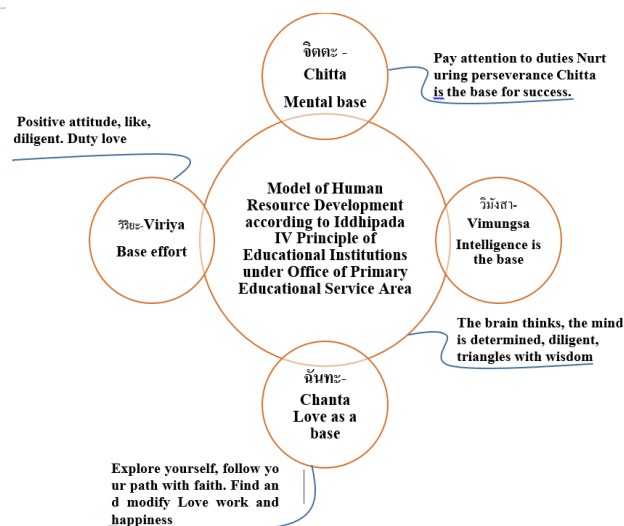 จิตตะ -
Chitta
Mental base
Pay attention to duties Nurt
uring perseverance Chitta
is the base for success.
Positive attitude, like,
diligent. Duty love
วิริยะ-Viriya
Base effort
Model of Human
Resource Development
according to Iddhipada
IV Principle of
Educational Institutions
under Office of Primary
Educational Service Area
วิมังสา-
Vimungsa
Intelligence is
the base
The brain thinks, the mind
is determined, diligent,
triangles with wisdom
ฉันทะ-
Chanta
Love as a
base
Explore yourself, follow yo
ur path with faith. Find an
d modify Love work and
happiness